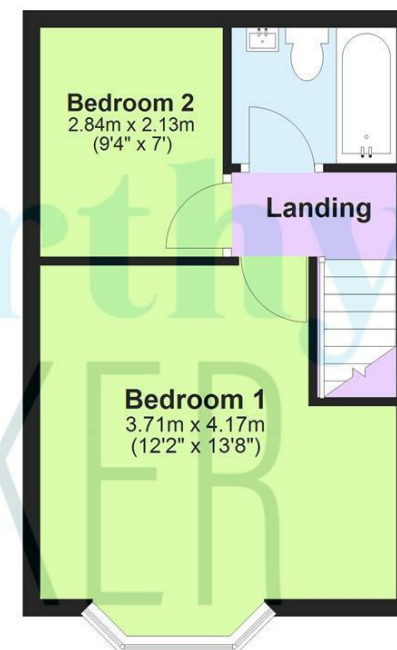 Bedroom 2
2.84m x 2.13m
(9'4" x 7')
Landing
Bedroom 1
3.71m x 4.17m
(12'2" x 13'8")